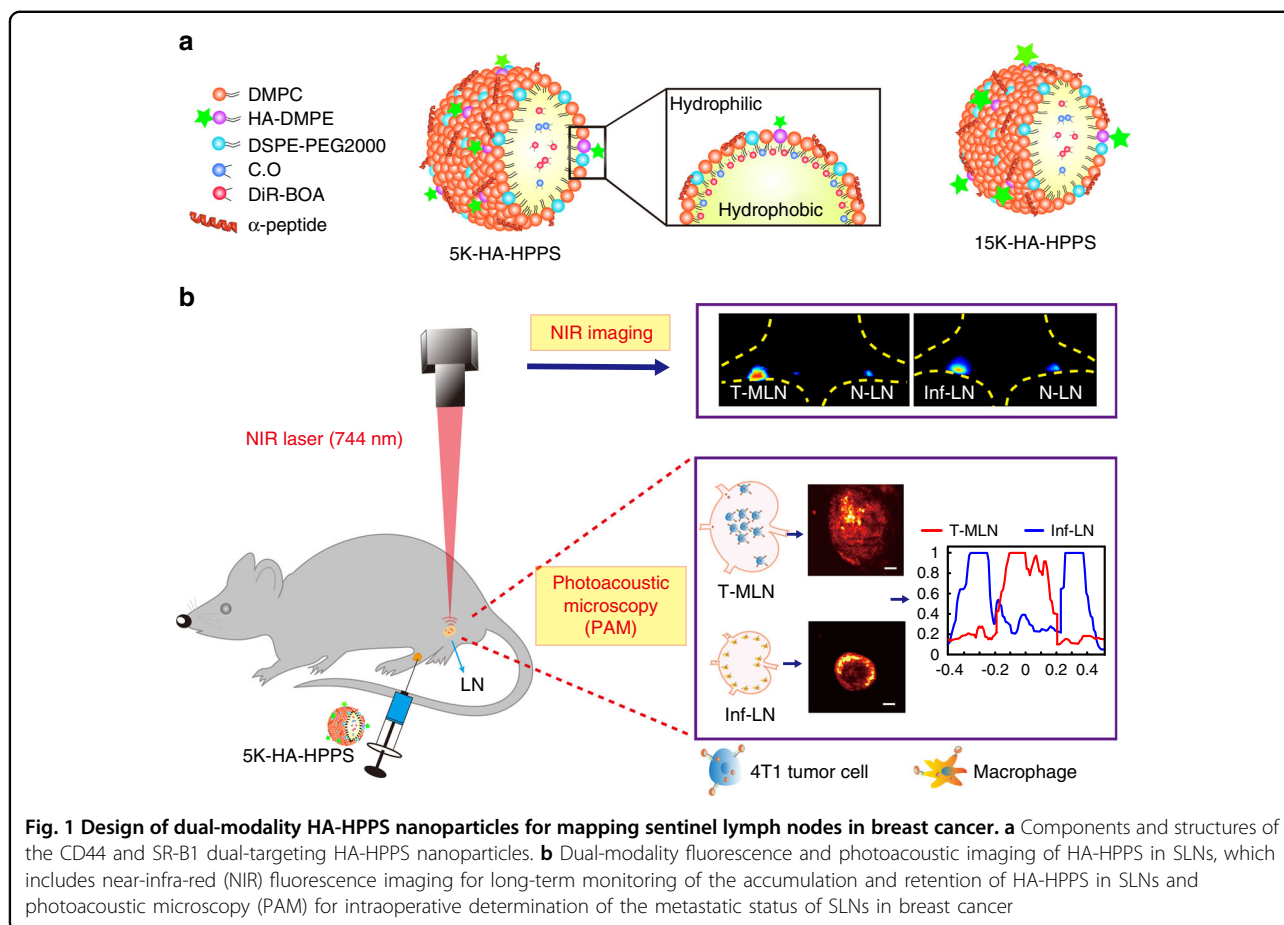 a
DMPC
HA-DMPE
DSPE-PEG2000
C.O
DiR-BOA
α-peptide
5K-HA-HPPS
Hydrophilic
Hydrophobic
15K-HA-HPPS
b
NIR laser (744 nm)
NIR imaging
T-MLN
N-LN
Inf-LN
N-LN
LN
5K-HA-HPPS
Photoacoustic
microscopy
(PAM)
T-MLN
Inf-LN
T-MLN
Inf-LN
1
0.8
0.6
0.4
0.2
0
-0.4
-0.2
0
0.2
0.4
4T1 tumor cell
Macrophage
Fig. 1 Design of dual-modality HA-HPPS nanoparticles for mapping sentinel lymph nodes in breast cancer. a Components and structures of
the CD44 and SR-B1 dual-targeting HA-HPPS nanoparticles. b Dual-modality fluorescence and photoacoustic imaging of HA-HPPS in SLNs, which
includes near-infra-red (NIR) fluorescence imaging for long-term monitoring of the accumulation and retention of HA-HPPS in SLNs and
photoacoustic microscopy (PAM) for intraoperative determination of the metastatic status of SLNs in breast cancer